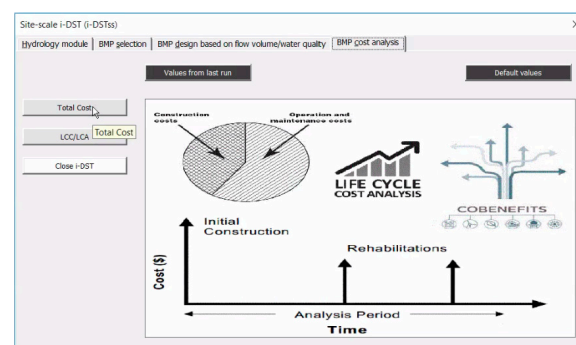 Site-scale i-DST (i-DSTss)
Hydrology module
BMP selection
BMP design based on flow volume/water quality
BMP cost analysis
Values from last run
Default values
Total Cost
LCC/LCA
Total Cost
Close i-DST
Construction
costs
Operation and
maintenance costs
LIFE CYCLE
COST ANALYSIS
COBENEFITS
Initial
Construction
Rehabilitations
Cost ($)
Analysis Period
Time